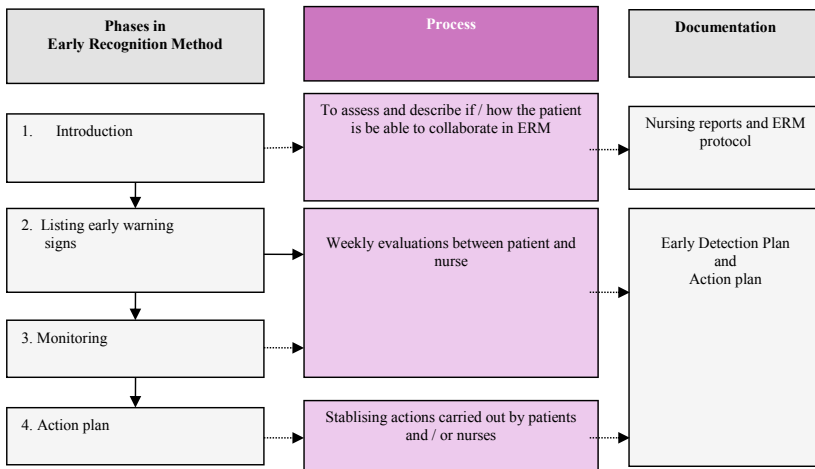 Phases in
Early Recognition Method
Process
Documentation
1. Introduction
To assess and describe if / how the patient
is be able to collaborate in ERM
Nursing reports and ERM
protocol
2. Listing early warning
signs
Weekly evaluations between patient and
nurse
Early Detection Plan
and
Action plan
3. Monitoring
4. Action plan
Stablising actions carried out by patients
and / or nurses